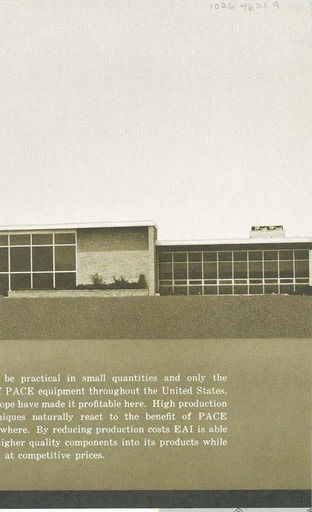 1026 4621 9
be practical in small quantities and only the
PACE equipment throughout the United States,
ope have made it profitable here. High production
niques naturally react to the benefit of PACE
where. By reducing production costs EAI is able
igher quality components into its products while
at competitive prices.